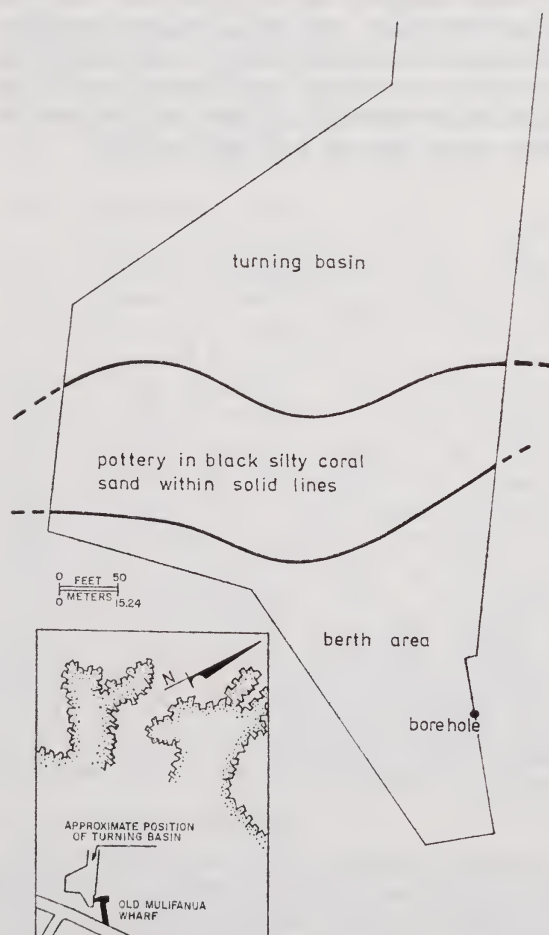 turning basin
pottery in black silty coral
sand within solid lines
0 FEET 50
METERS
0 15.24
berth area
borehole
N
APPROXIMATE POSITION
OF TURNING BASIN
OLD MULIFANUA
WHARF